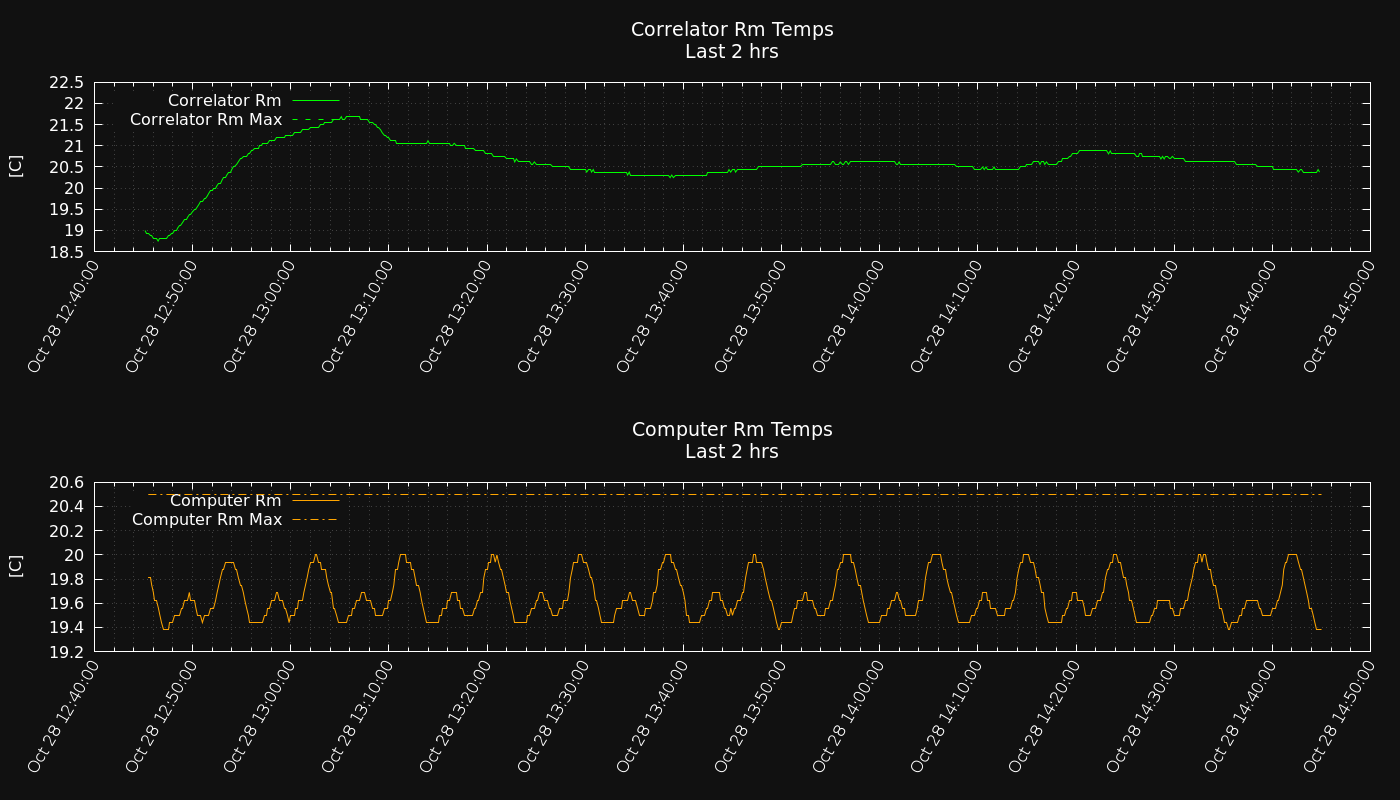 Correlator Rm Temps
Last 2 hrs
22.5
22
21.5
21
20.5
20
19.5
19
18.5
[C]
Correlator Rm
Correlator Rm Max
Oct 28 12:40:00
Oct 28 12:50:00
Oct 28 13:00:00
Oct 28 13:10:00
Oct 28 13:20:00
Oct 28 13:30:00
Oct 28 13:40:00
Oct 28 13:50:00
Oct 28 14:00:00
Oct 28 14:10:00
Oct 28 14:20:00
Oct 28 14:30:00
Oct 28 14:40:00
Oct 28 14:50:00
Computer Rm Temps
Last 2 hrs
20.6
20.4
20.2
20
19.8
19.6
19.4
19.2
[C]
Computer Rm
Computer Rm Max
Oct 28 12:40:00
Oct 28 12:50:00
Oct 28 13:00:00
Oct 28 13:10:00
Oct 28 13:20:00
Oct 28 13:30:00
Oct 28 13:40:00
Oct 28 13:50:00
Oct 28 14:00:00
Oct 28 14:10:00
Oct 28 14:20:00
Oct 28 14:30:00
Oct 28 14:40:00
Oct 28 14:50:00